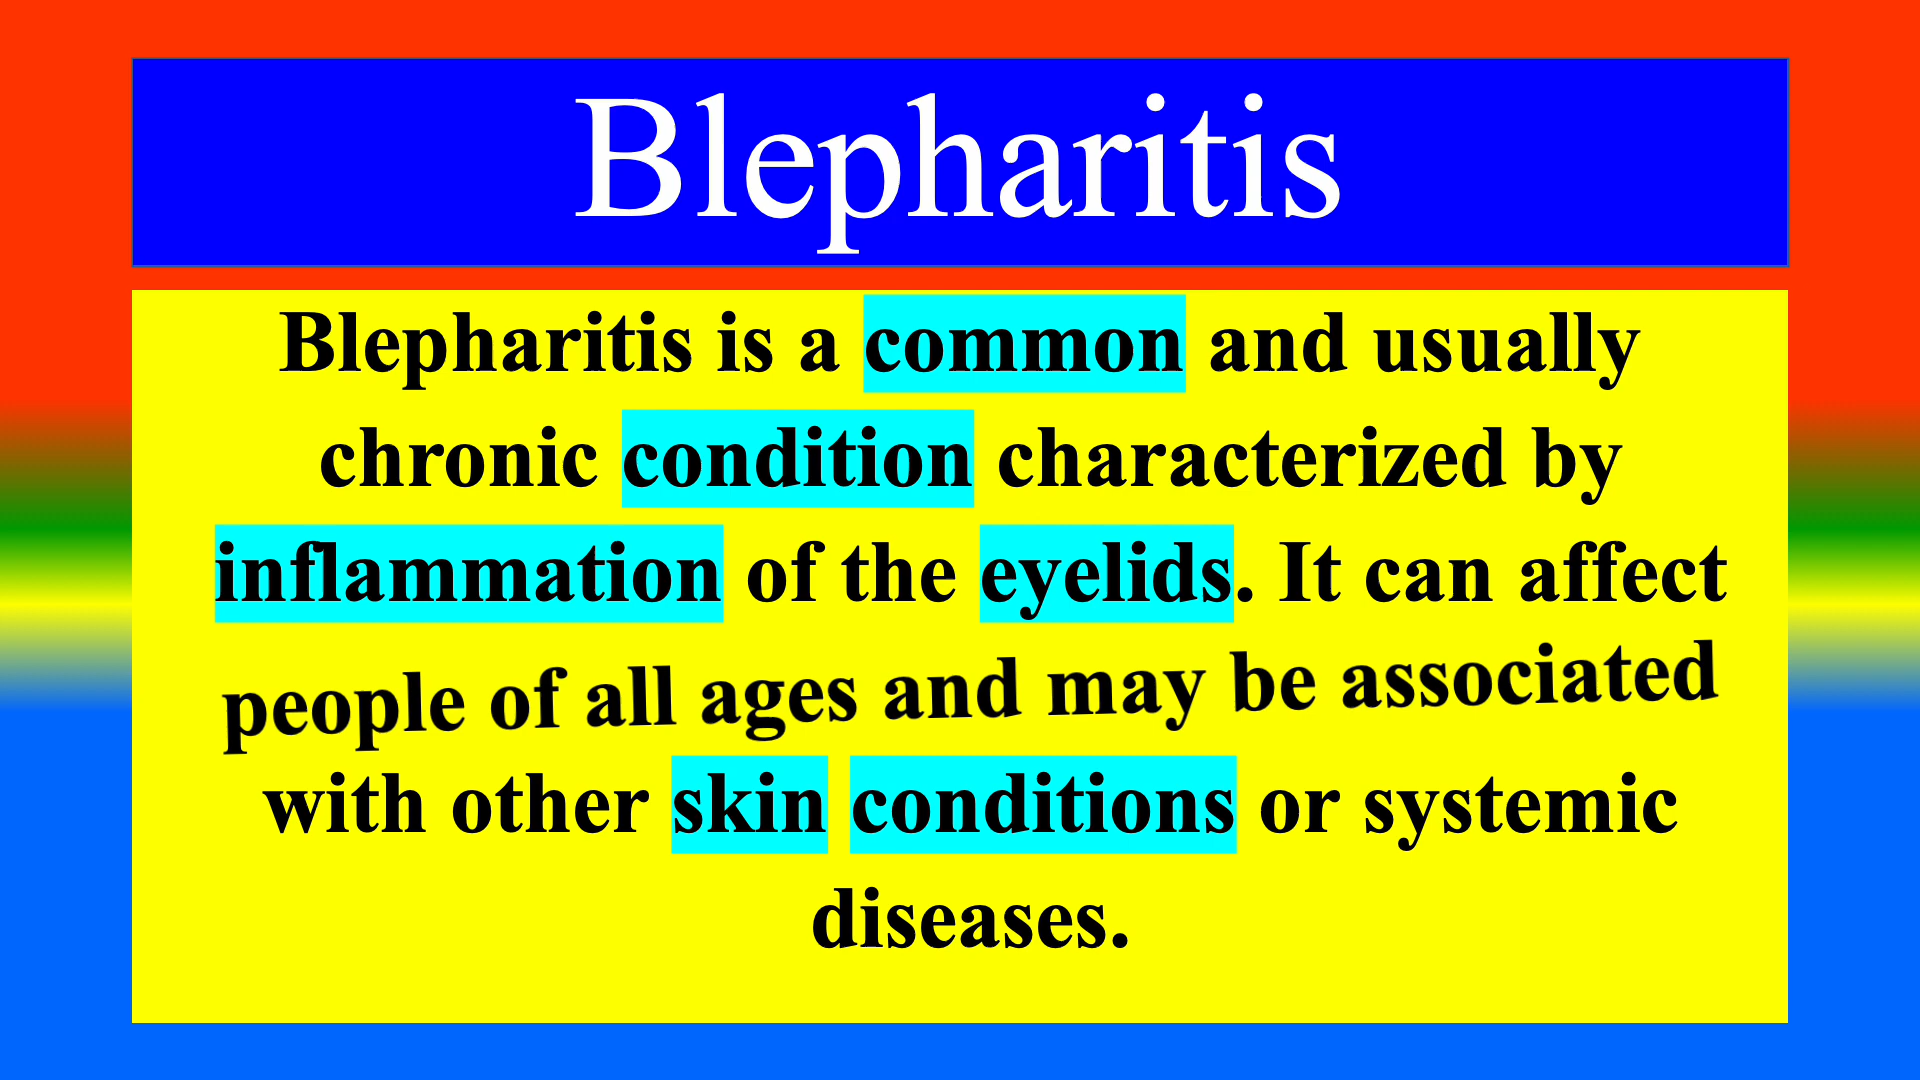 Blepharitis
Blepharitis is a common and usually
chronic condition characterized by
inflammation of the eyelids. It can affect
people of all ages and may be associated
with other skin conditions or systemic
diseases.